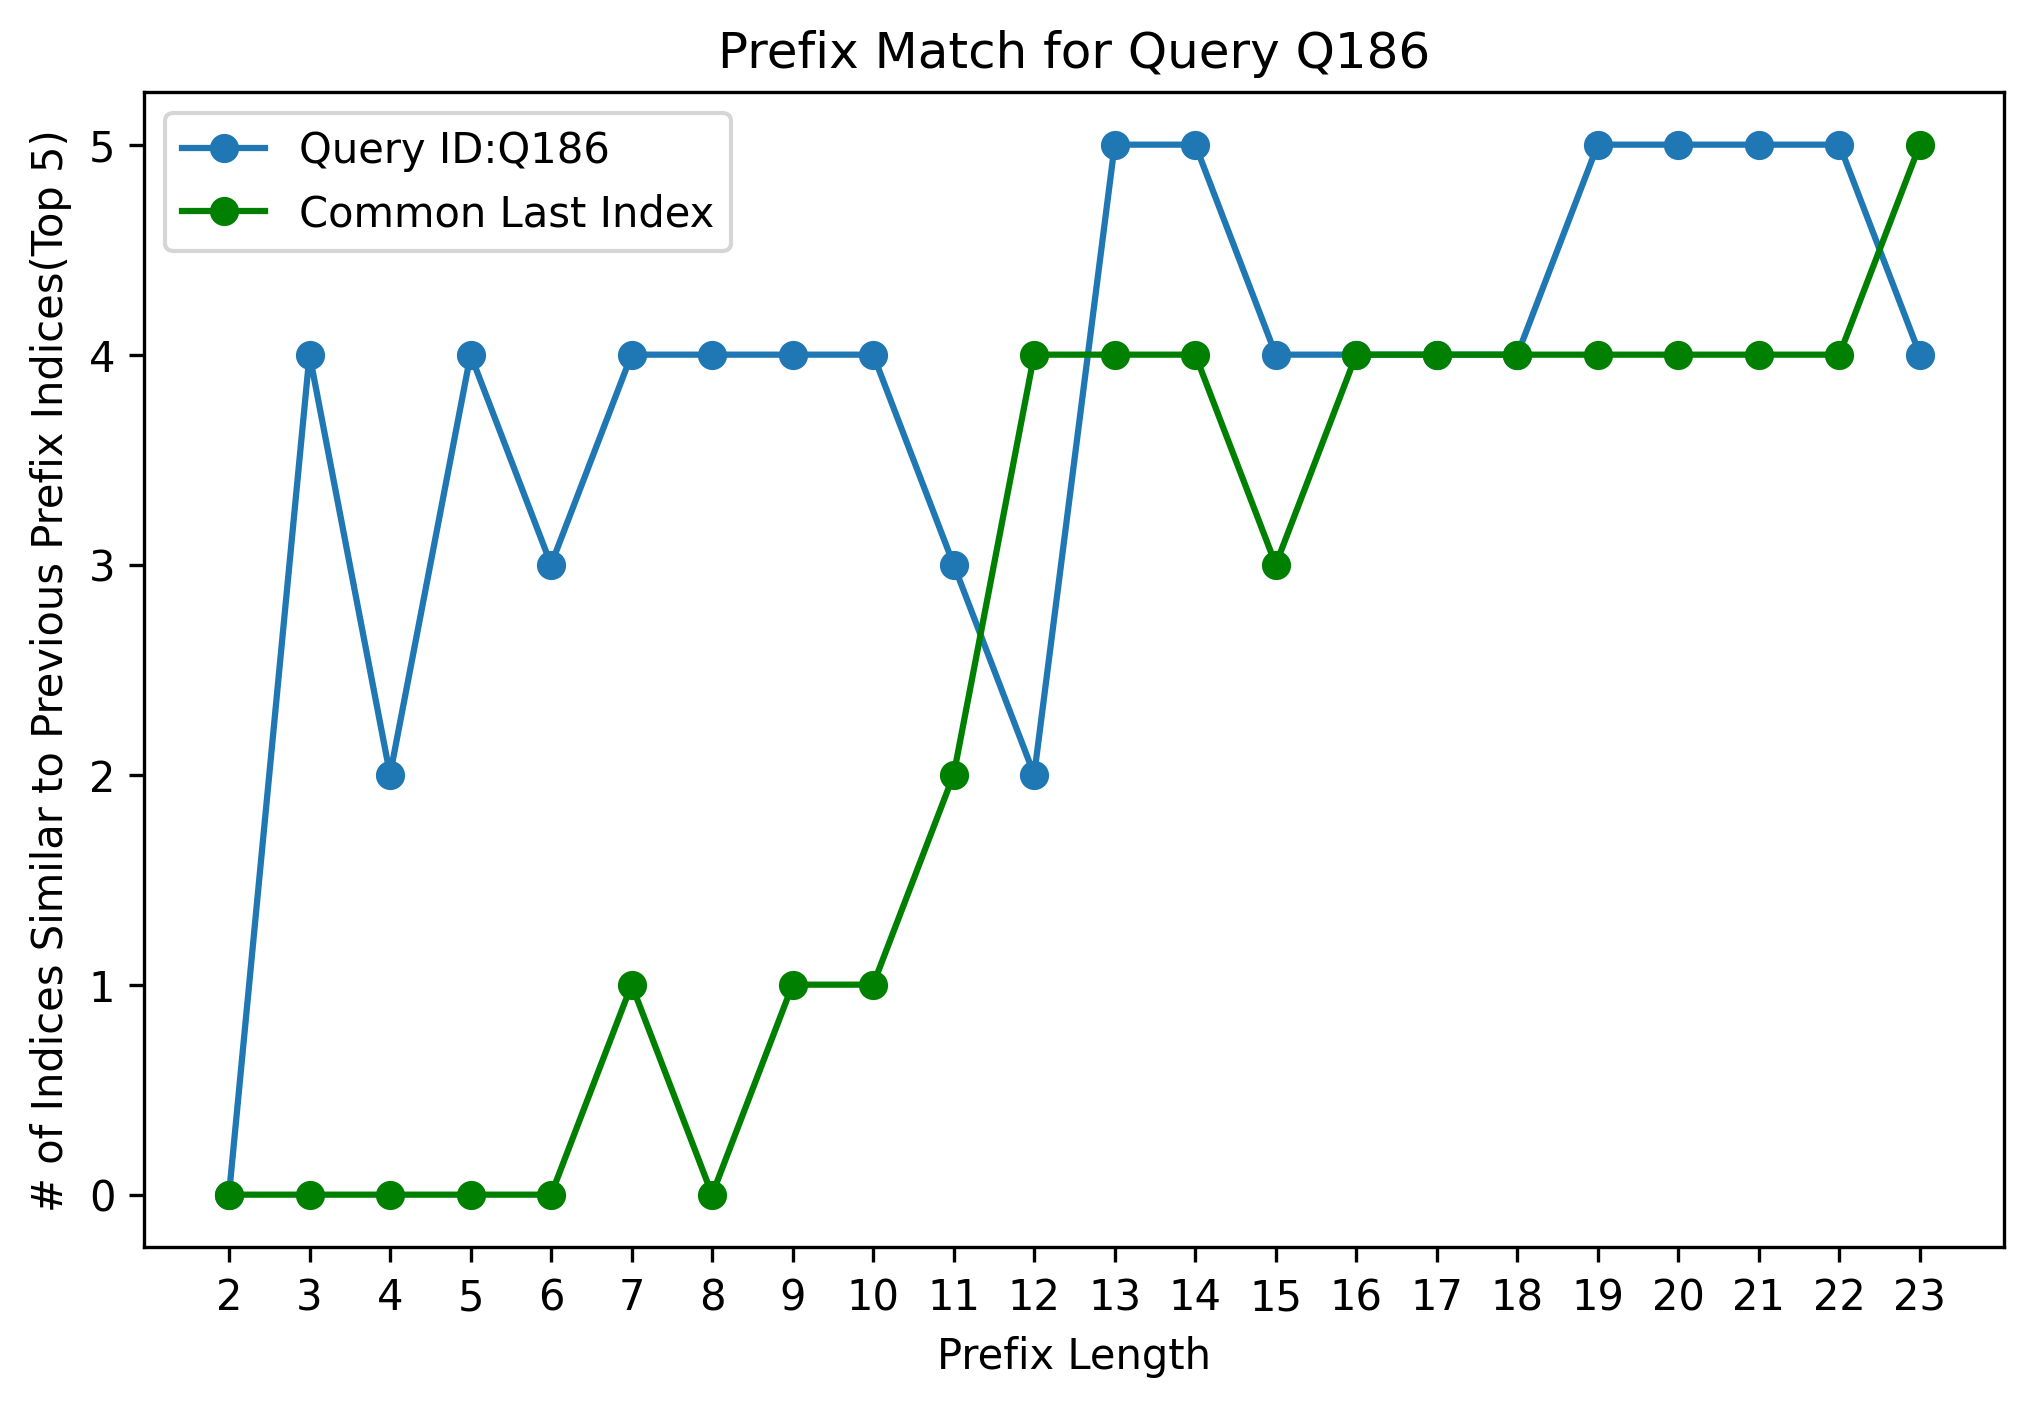 Prefix Match for Query Q186
Query ID:Q186
Common Last Index
# of Indices Similar to Previous Prefix Indices(Top 5)
5
4
3
2
1
0
2 3 4 5 6 7 8 9 10 11 12 13 14 15 16 17 18 19 20 21 22 23
Prefix Length